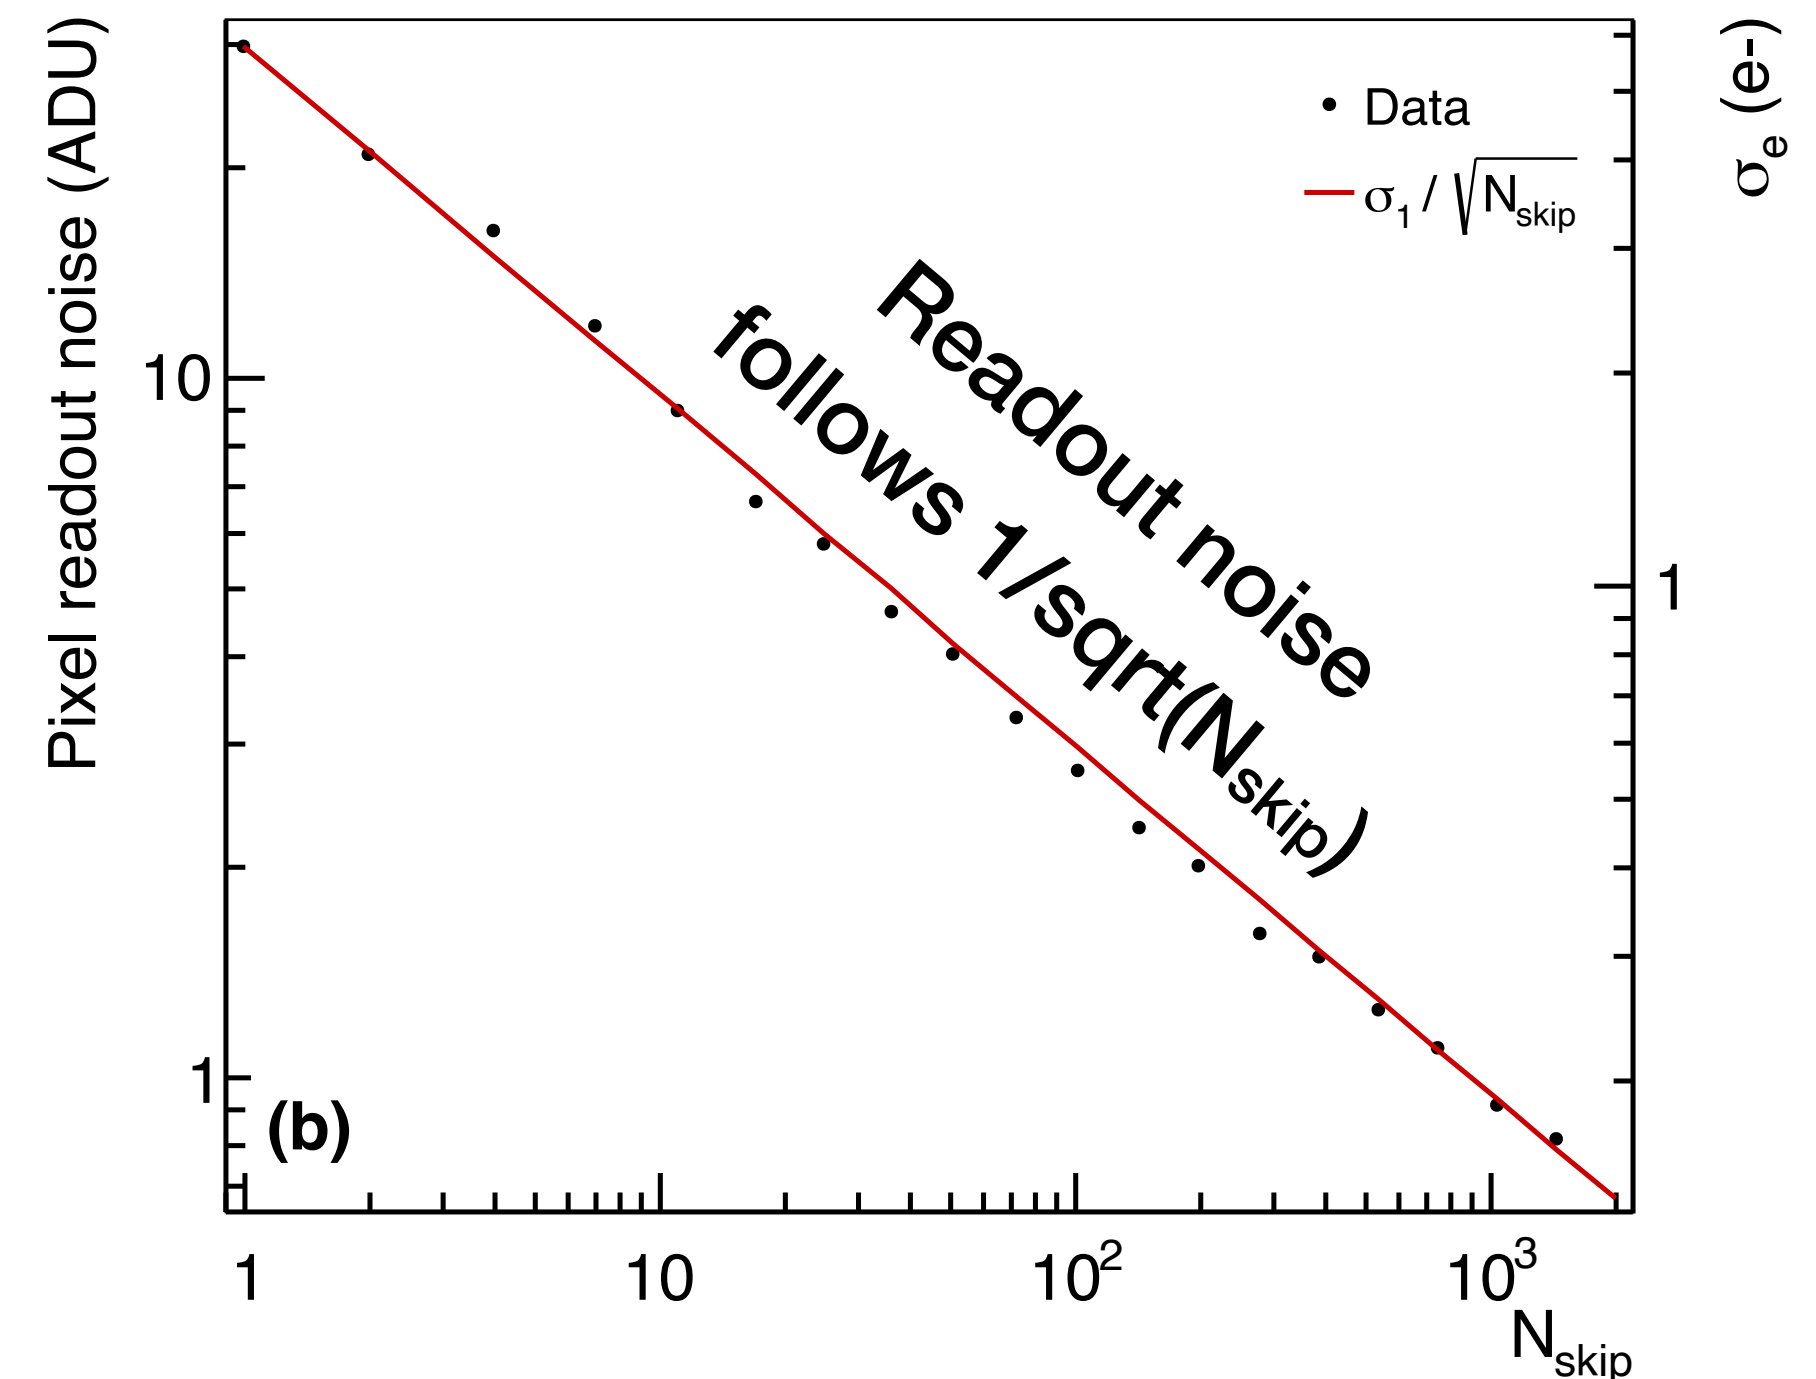 Pixel readout noise (ADU)
σe (e-)
Data
σ1 / √Nskip
Readout noise
follows 1/sqrt(Nskip)
10
1
1
(b)
1
10
10²
10³
Nskip